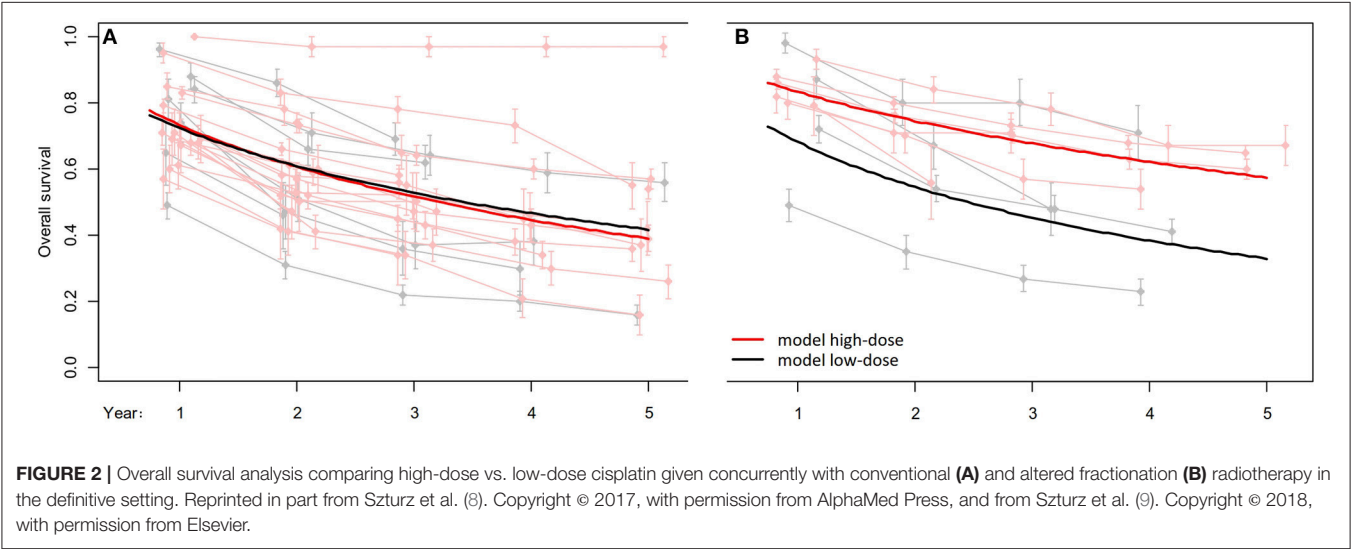 A
B
Overall survival
1.0
0.8
0.6
0.4
0.2
0.0
model high-dose
model low-dose
Year: 1 2 3 4 5
1 2 3 4 5
FIGURE 2 | Overall survival analysis comparing high-dose vs. low-dose cisplatin given concurrently with conventional (A) and altered fractionation (B) radiotherapy in
the definitive setting. Reprinted in part from Szturz et al. (8). Copyright © 2017, with permission from AlphaMed Press, and from Szturz et al. (9). Copyright © 2018,
with permission from Elsevier.